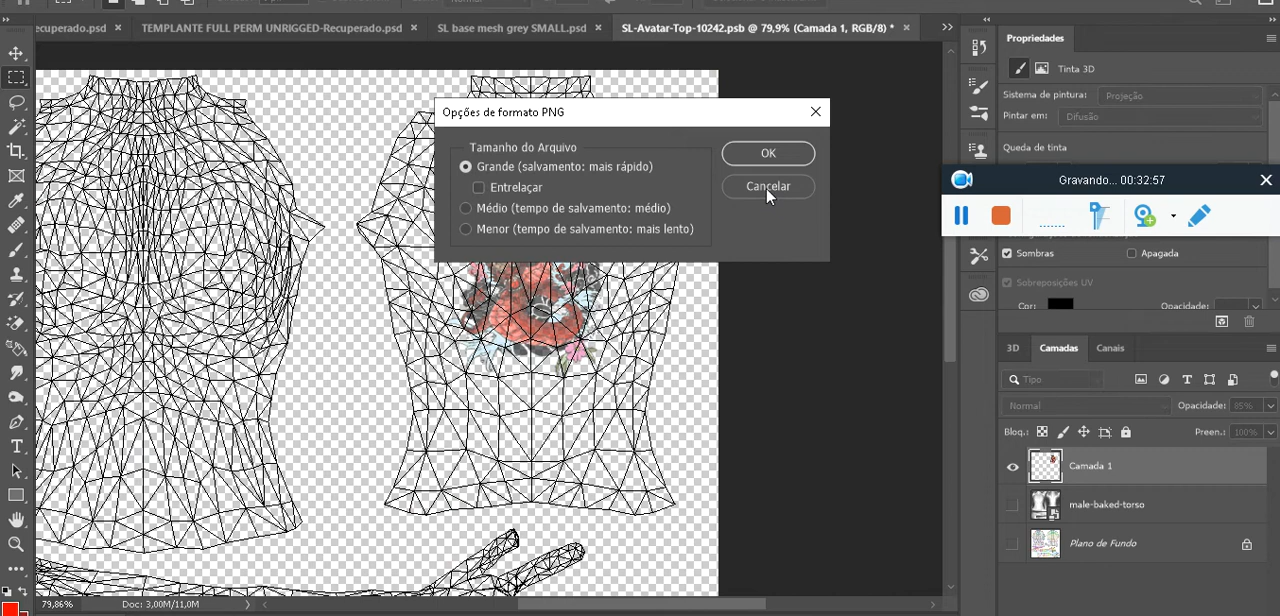 ecuperado.psd ×
TEMPLANTE FULL PERM UNRIGGED-Recuperado.psd ×
SL base mesh grey SMALL.psd ×
SL-Avatar-Top-10242.psb @ 79,9% (Camada 1, RGB/8) * ×
Propriedades
Tinta 3D
Sistema de pintura: Projeção
Pintar em: Difusão
Queda de tinta
Opções de formato PNG
Tamanho do Arquivo
Grande (salvamento: mais rápido)
Entrelaçar
Médio (tempo de salvamento: médio)
Menor (tempo de salvamento: mais lento)
OK
Cancelar
Gravando... 00:32:57
Sombras
Apagada
Sobreposições UV
Cor:
Opacidade:
3D
Camadas
Canais
Tipo
Normal
Opacidade: 85%
Bloq.:
Preen.: 100%
Camada 1
male-baked-torso
Plano de Fundo
79,86%
Doc: 3,00M/11,0M